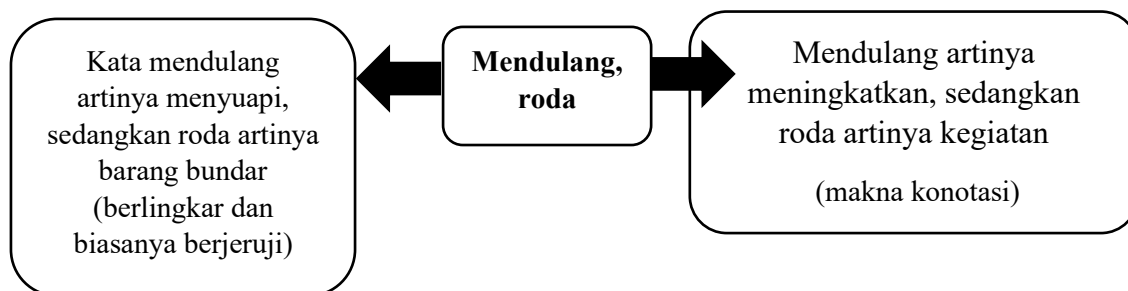 Kata mendulang
artinya menyuapi,
sedangkan roda artinya
barang bundar
(berlingkar dan
biasanya berjeruji)
Mendulang,
roda
Mendulang artinya
meningkatkan, sedangkan
roda artinya kegiatan
(makna konotasi)